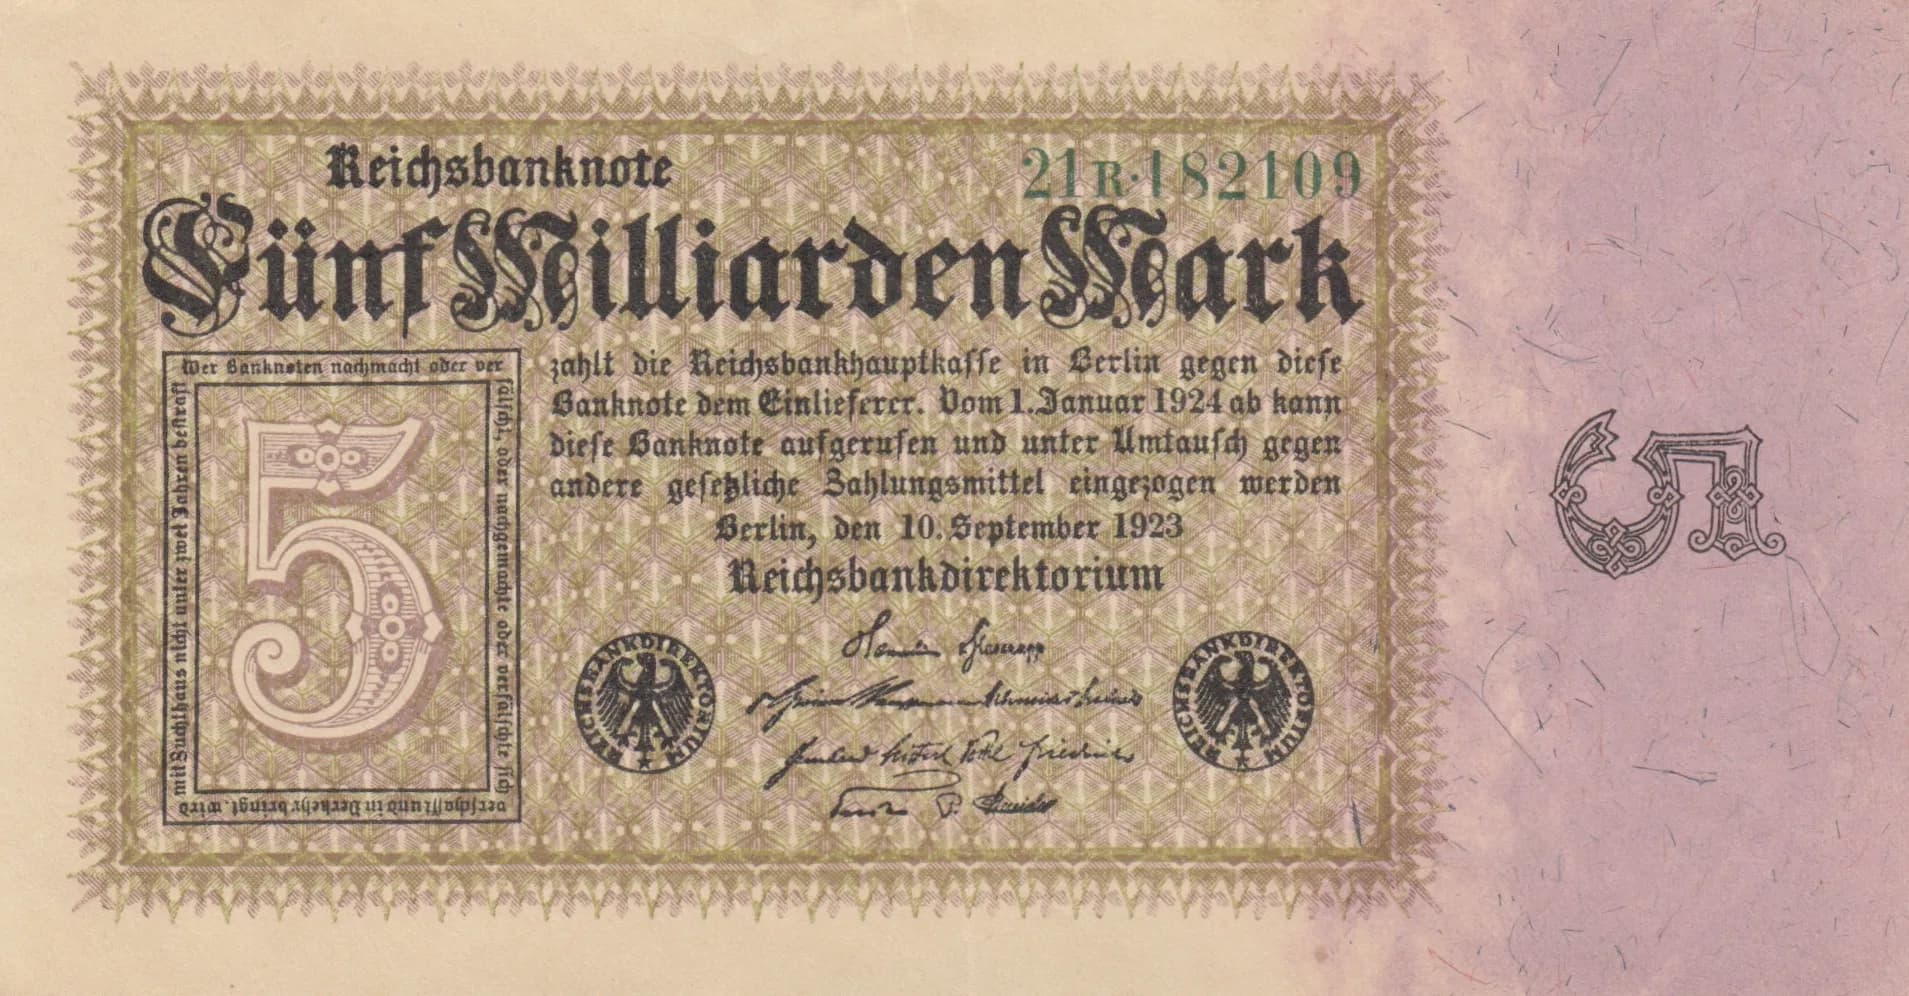 Reichsbanknote
21R·182109
Fünf Milliarden Mark
Wer Banknoten nachmacht oder ver
fälscht, oder nachgemachte oder verfälschte sich
verschafft und in Verkehr bringt, wird
mit Zuchthaus nicht unter zwei Jahren bestraft
5
zahlt die Reichsbankhauptkasse in Berlin gegen diese
Banknote dem Einlieferer. Vom 1. Januar 1924 ab kann
diese Banknote aufgerufen und unter Umtausch gegen
andere gesetzliche Zahlungsmittel eingezogen werden
Berlin, den 10. September 1923
Reichsbankdirektorium
REICHSBANKDIREKTORIUM
REICHSBANKDIREKTORIUM
5